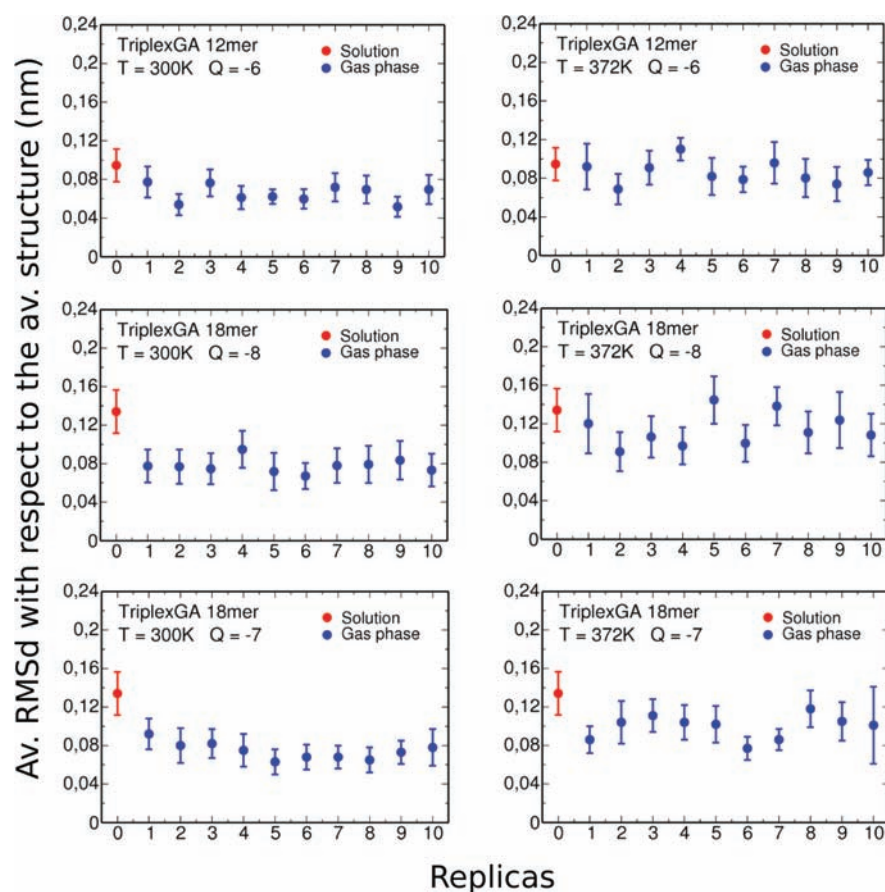 Av. RMSd with respect to the av. structure (nm)
0,24
0,2
0,16
0,12
0,08
0,04
0
TriplexGA 12mer
T = 300K Q = -6
Solution
Gas phase
0 1 2 3 4 5 6 7 8 9 10
0,24
0,2
0,16
0,12
0,08
0,04
0
TriplexGA 12mer
T = 372K Q = -6
Solution
Gas phase
0 1 2 3 4 5 6 7 8 9 10
0,24
0,2
0,16
0,12
0,08
0,04
0
TriplexGA 18mer
T = 300K Q = -8
Solution
Gas phase
0 1 2 3 4 5 6 7 8 9 10
0,24
0,2
0,16
0,12
0,08
0,04
0
TriplexGA 18mer
T = 372K Q = -8
Solution
Gas phase
0 1 2 3 4 5 6 7 8 9 10
0,24
0,2
0,16
0,12
0,08
0,04
0
TriplexGA 18mer
T = 300K Q = -7
Solution
Gas phase
0 1 2 3 4 5 6 7 8 9 10
0,24
0,2
0,16
0,12
0,08
0,04
0
TriplexGA 18mer
T = 372K Q = -7
Solution
Gas phase
0 1 2 3 4 5 6 7 8 9 10
Replicas